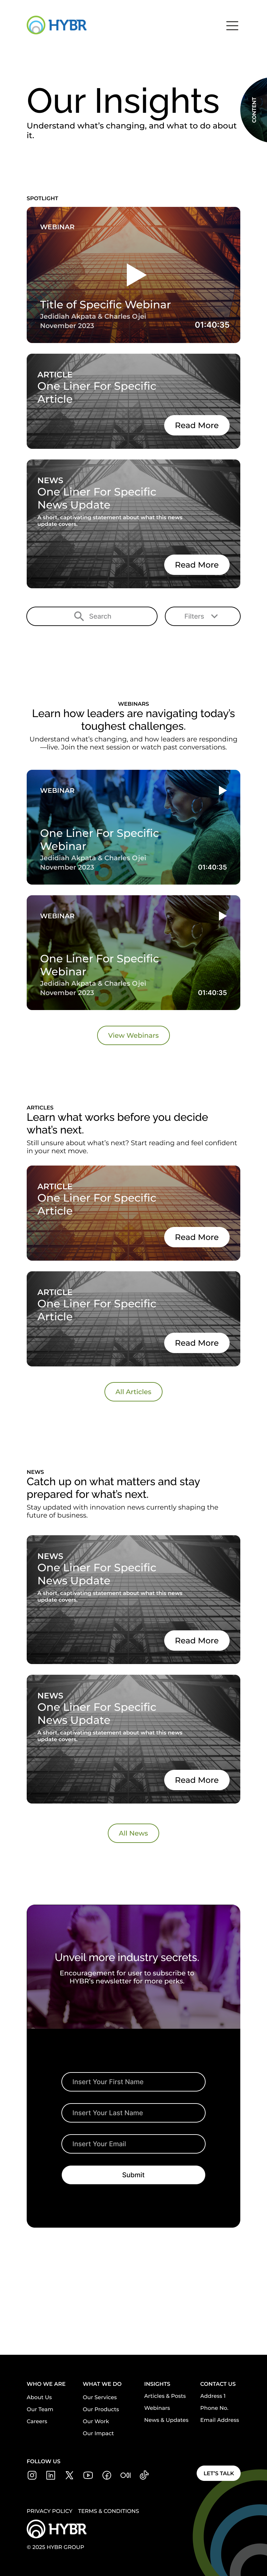 HYBR
Our Insights
Understand what's changing, and what to do about
it.
CONTENT
SPOTLIGHT
WEBINAR
Title of Specific Webinar
Jedidiah Akpata & Charles Ojei
November 2023
01:40:35
ARTICLE
One Liner For Specific
Article
Read More
NEWS
One Liner For Specific
News Update
A short, captivating statement about what this news
update covers.
Read More
Search
Filters
WEBINARS
Learn how leaders are navigating today's
toughest challenges.
Understand what's changing, and how leaders are responding
—live. Join the next session or watch past conversations.
WEBINAR
One Liner For Specific
Webinar
Jedidiah Akpata & Charles Ojei
November 2023
01:40:35
WEBINAR
One Liner For Specific
Webinar
Jedidiah Akpata & Charles Ojei
November 2023
01:40:35
View Webinars
ARTICLES
Learn what works before you decide
what's next.
Still unsure about what's next? Start reading and feel confident
in your next move.
ARTICLE
One Liner For Specific
Article
Read More
ARTICLE
One Liner For Specific
Article
Read More
All Articles
NEWS
Catch up on what matters and stay
prepared for what's next.
Stay updated with innovation news currently shaping the
future of business.
NEWS
One Liner For Specific
News Update
A short, captivating statement about what this news
update covers.
Read More
NEWS
One Liner For Specific
News Update
A short, captivating statement about what this news
update covers.
Read More
All News
Unveil more industry secrets.
Encouragement for user to subscribe to
HYBR's newsletter for more perks.
Insert Your First Name
Insert Your Last Name
Insert Your Email
Submit
WHO WE ARE
About Us
Our Team
Careers
WHAT WE DO
Our Services
Our Products
Our Work
Our Impact
INSIGHTS
Articles & Posts
Webinars
News & Updates
CONTACT US
Address 1
Phone No.
Email Address
FOLLOW US
LET'S TALK
PRIVACY POLICY TERMS & CONDITIONS
HYBR
© 2025 HYBR GROUP